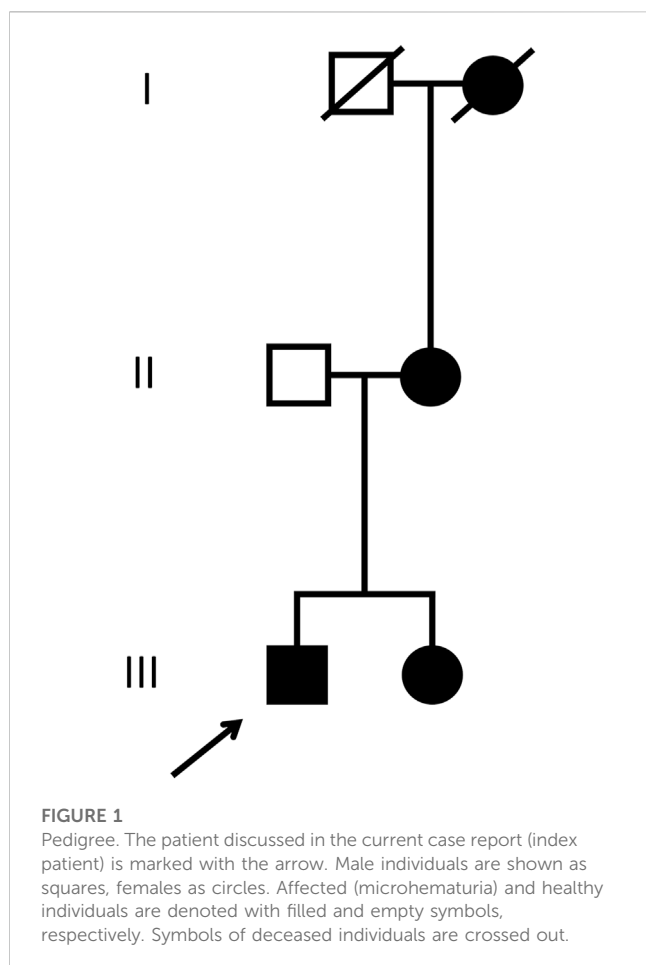 I
II
III
FIGURE 1
Pedigree. The patient discussed in the current case report (index
patient) is marked with the arrow. Male individuals are shown as
squares, females as circles. Affected (microhematuria) and healthy
individuals are denoted with filled and empty symbols,
respectively. Symbols of deceased individuals are crossed out.